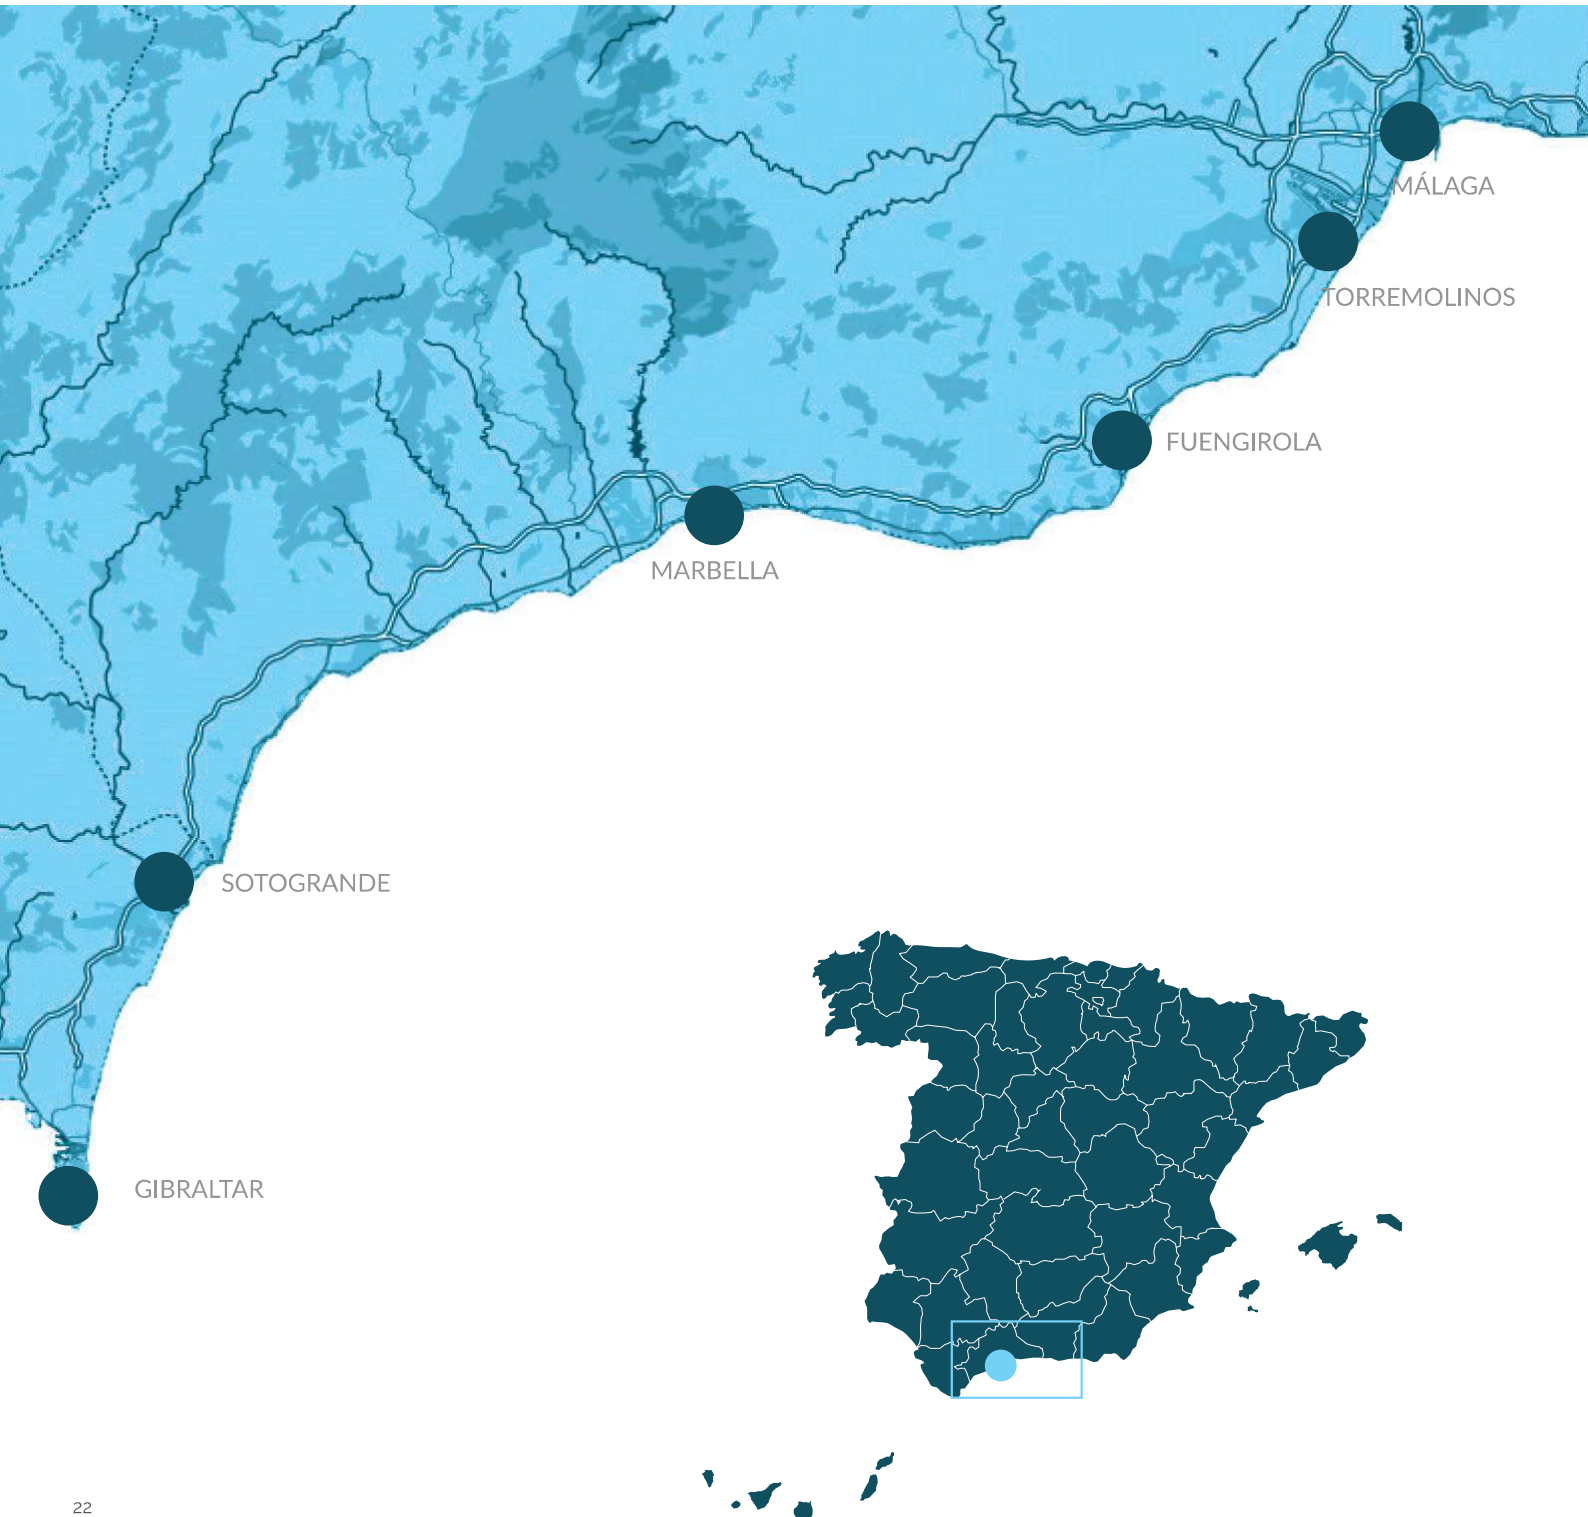 MÁLAGA
TORREMOLINOS
FUENGIROLA
MARBELLA
SOTOGRANDE
GIBRALTAR
22